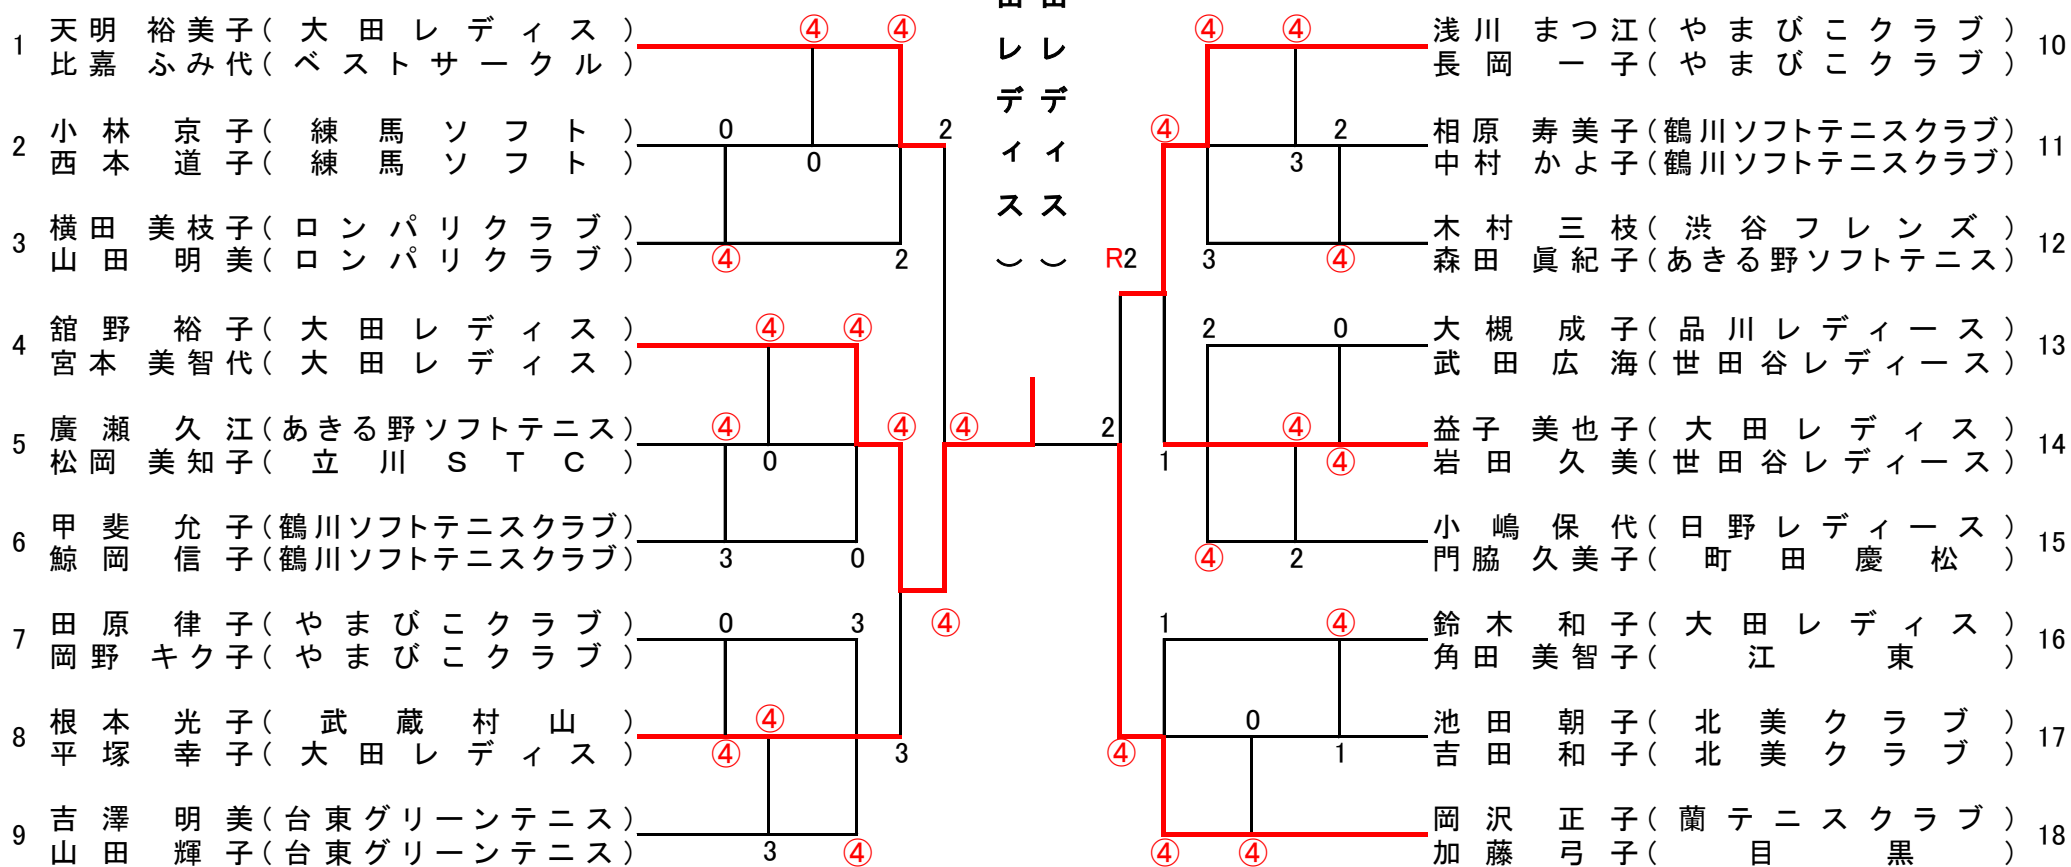 1 天明 裕美子(大田レディス)
比嘉 ふみ代(ベストサークル)
2 小林 京子(練馬ソフト)
西本 道子(練馬ソフト)
3 横田 美枝子(ロンパリクラブ)
山田 明美(ロンパリクラブ)
4 舘野 裕子(大田レディス)
宮本 美智代(大田レディス)
5 廣瀬 久江(あきる野ソフトテニス)
松岡 美知子(立川STC)
6 甲斐 允子(鶴川ソフトテニスクラブ)
鯨岡 信子(鶴川ソフトテニスクラブ)
7 田原 律子(やまびこクラブ)
岡野 キク子(やまびこクラブ)
8 根本 光子(武蔵村山)
平塚 幸子(大田レディス)
9 吉澤 明美(台東グリーンテニス)
山田 輝子(台東グリーンテニス)
④ ④
0 2
0
④ 2
④ ④
④ ④ ④
0
3 0
0 3 ④
④
④ 3
3 ④
田レディス)
田レディス)
④ ④
④ 2
3
R2 3 ④
2 0
2 ④
1 ④
④ 2
1 ④
0
④ 1
④ ④
浅川 まつ江(やまびこクラブ) 10
長岡 一子(やまびこクラブ)
相原 寿美子(鶴川ソフトテニスクラブ) 11
中村 かよ子(鶴川ソフトテニスクラブ)
木村 三枝(渋谷フレンズ) 12
森田 眞紀子(あきる野ソフトテニス)
大槻 成子(品川レディース) 13
武田 広海(世田谷レディース)
益子 美也子(大田レディス) 14
岩田 久美(世田谷レディース)
小嶋 保代(日野レディース) 15
門脇 久美子(町田慶松)
鈴木 和子(大田レディス) 16
角田 美智子(江東)
池田 朝子(北美クラブ) 17
吉田 和子(北美クラブ)
岡沢 正子(蘭テニスクラブ) 18
加藤 弓子(目黒)